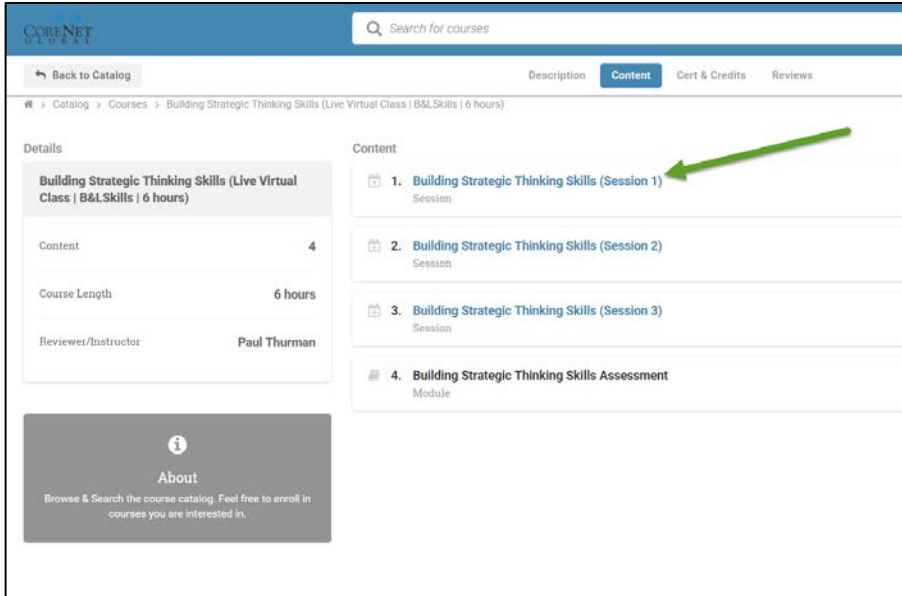 CORENET
GLOBAL
Search for courses
Back to Catalog
Description Content Cert & Credits Reviews
> Catalog > Courses > Building Strategic Thinking Skills (Live Virtual Class | B&LSkills | 6 hours)
Details
Building Strategic Thinking Skills (Live Virtual
Class | B&LSkills | 6 hours)
Content 4
Course Length 6 hours
Reviewer/Instructor Paul Thurman
About
Browse & Search the course catalog. Feel free to enroll in
courses you are interested in.
Content
1. Building Strategic Thinking Skills (Session 1)
Session
2. Building Strategic Thinking Skills (Session 2)
Session
3. Building Strategic Thinking Skills (Session 3)
Session
4. Building Strategic Thinking Skills Assessment
Module